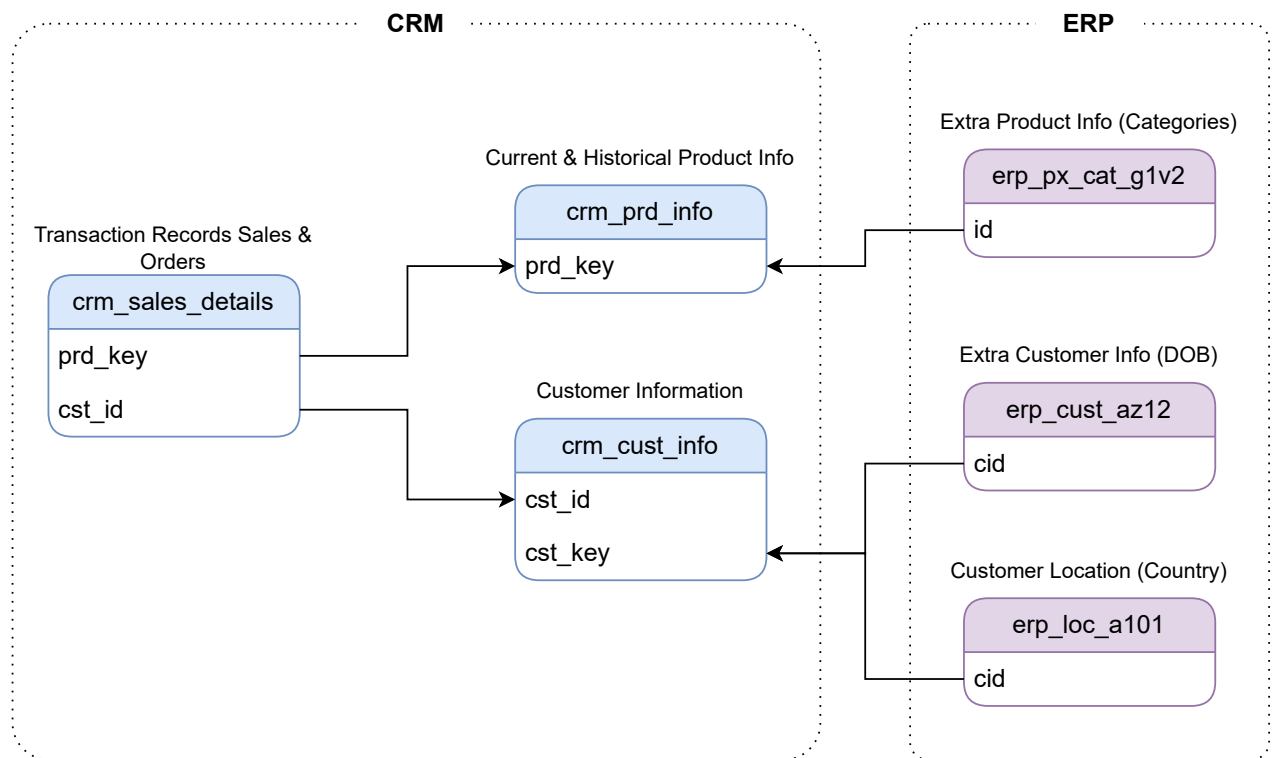 CRM
ERP
Transaction Records Sales &
Orders
crm_sales_details
prd_key
cst_id
Current & Historical Product Info
crm_prd_info
prd_key
Customer Information
crm_cust_info
cst_id
cst_key
Extra Product Info (Categories)
erp_px_cat_g1v2
id
Extra Customer Info (DOB)
erp_cust_az12
cid
Customer Location (Country)
erp_loc_a101
cid